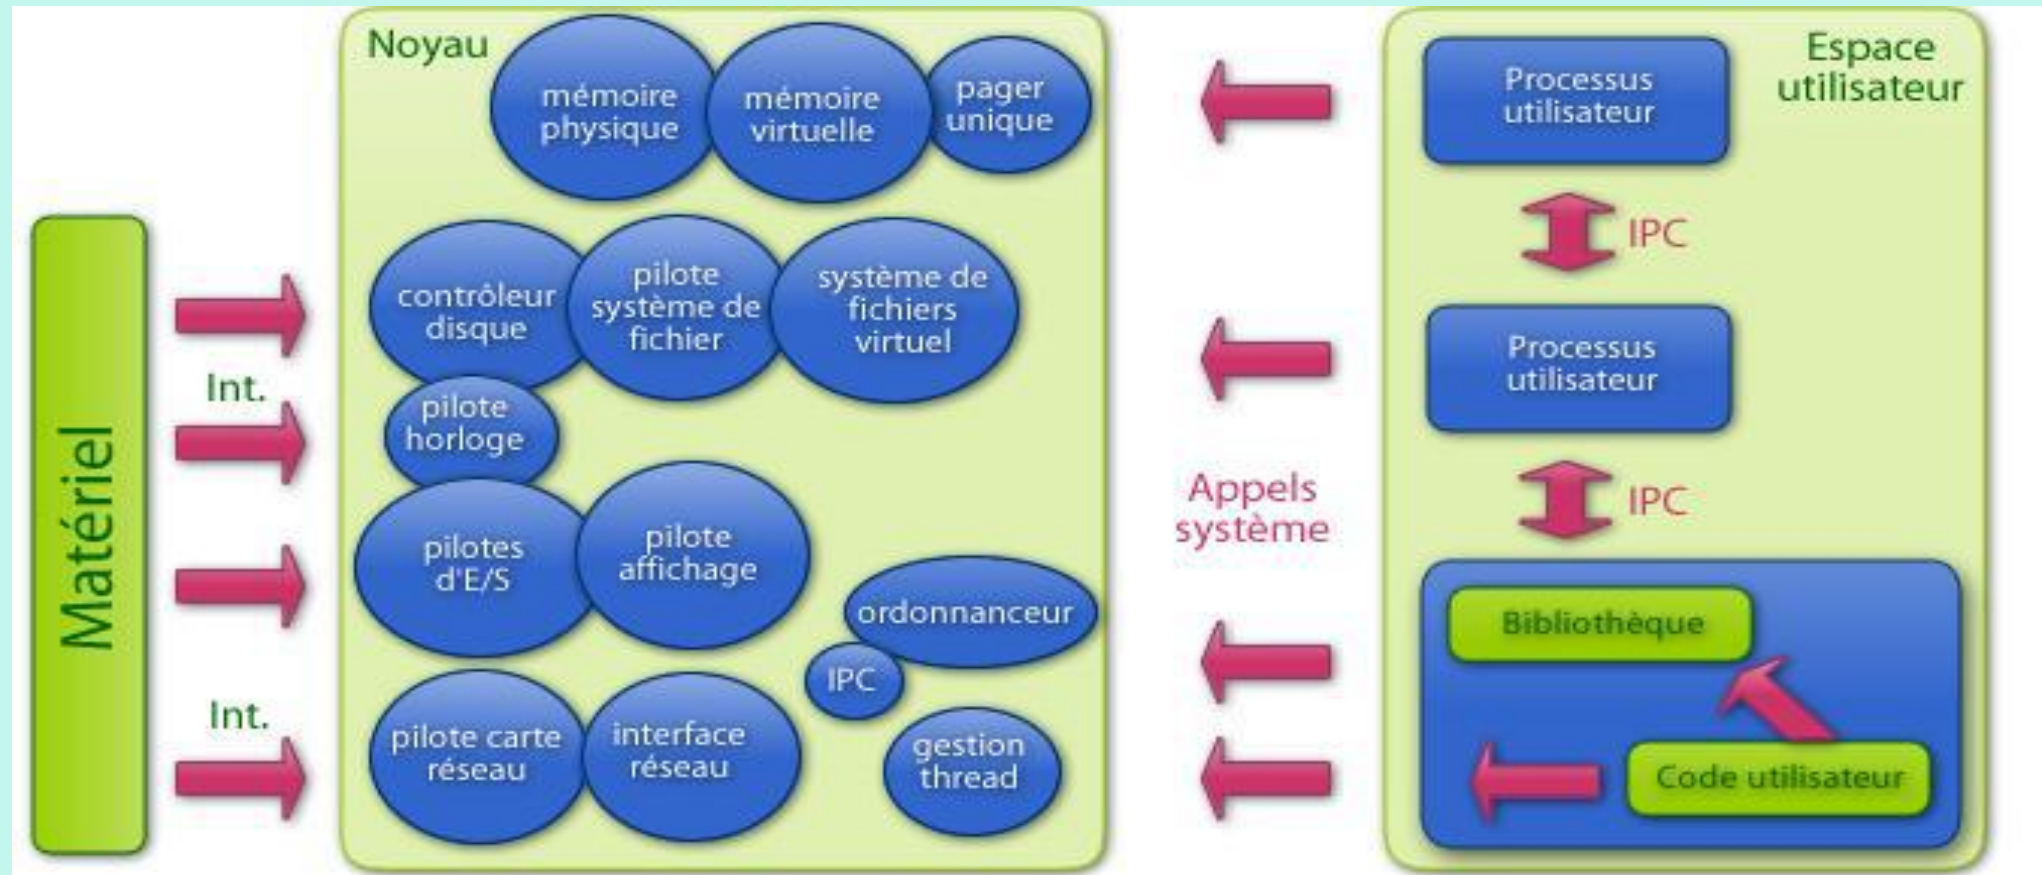 Matériel
Int.
Int.
Noyau
mémoire
physique
mémoire
virtuelle
pager
unique
contrôleur
disque
pilote
système de
fichier
système de
fichiers
virtuel
pilote
horloge
pilotes
d'E/S
pilote
affichage
ordonnanceur
IPC
pilote carte
réseau
interface
réseau
gestion
thread
Appels
système
Espace
utilisateur
Processus
utilisateur
IPC
Processus
utilisateur
IPC
Bibliothèque
Code utilisateur